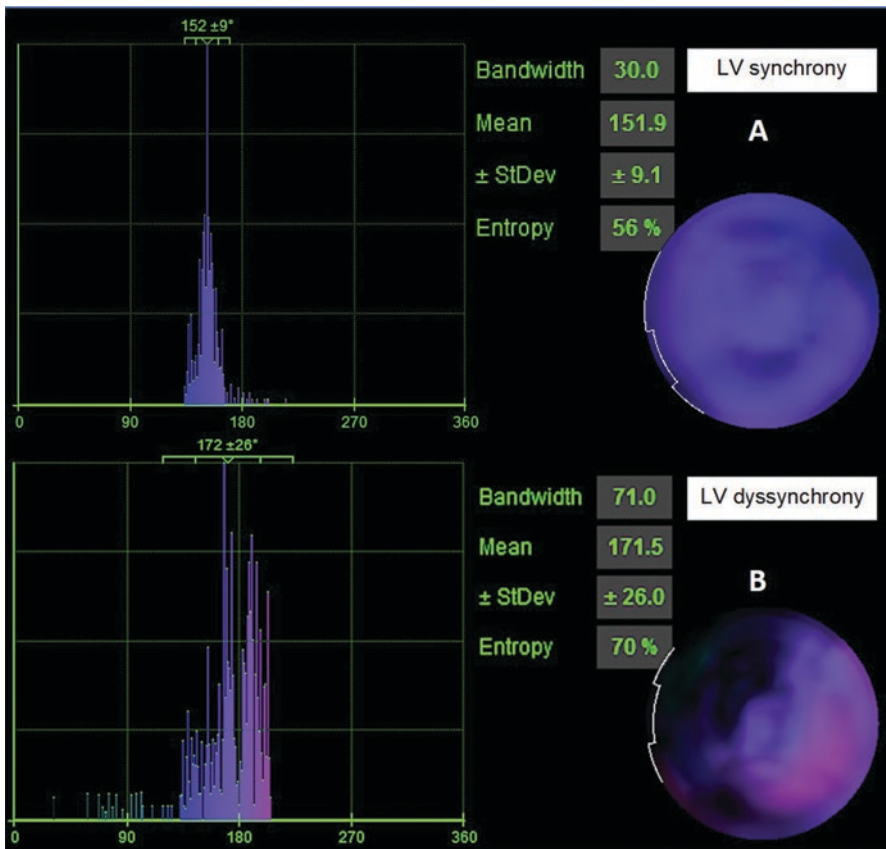 152 ±9°
Bandwidth 30.0
LV synchrony
Mean 151.9
A
± StDev ± 9.1
Entropy 56 %
0 90 180 270 360
172 ±26°
Bandwidth 71.0
LV dyssynchrony
Mean 171.5
B
± StDev ± 26.0
Entropy 70 %
0 90 180 270 360